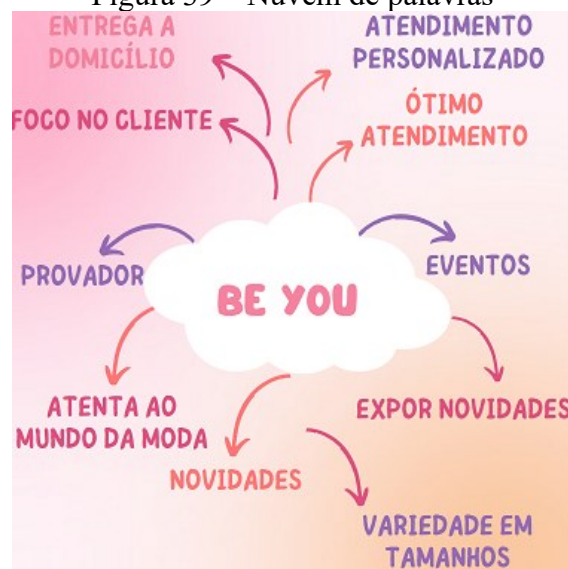 Figura 39 – Nuvem de palavras
ENTREGA A
DOMICÍLIO
ATENDIMENTO
PERSONALIZADO
FOCO NO CLIENTE
ÓTIMO
ATENDIMENTO
PROVADOR
BE YOU
EVENTOS
ATENTA AO
MUNDO DA MODA
EXPOR NOVIDADES
NOVIDADES
VARIEDADE EM
TAMANHOS